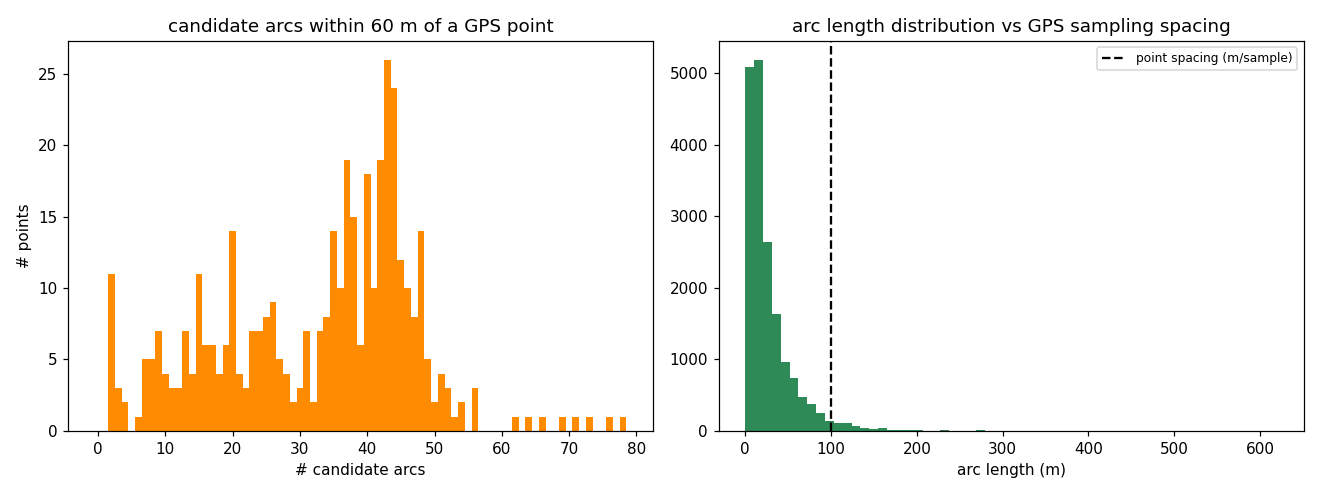 candidate arcs within 60 m of a GPS point
# points
25
20
15
10
5
0
0 10 20 30 40 50 60 70 80
# candidate arcs
arc length distribution vs GPS sampling spacing
point spacing (m/sample)
5000
4000
3000
2000
1000
0
0 100 200 300 400 500 600
arc length (m)